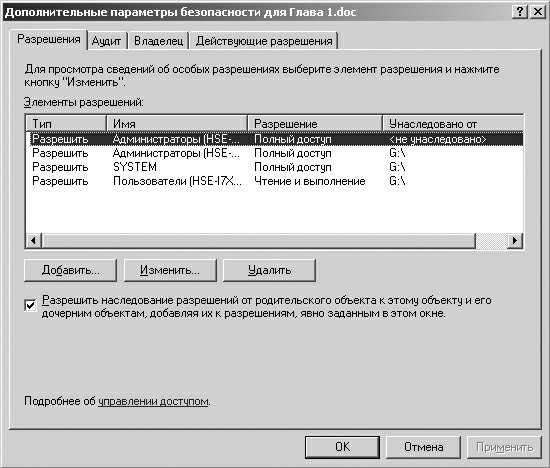 Дополнительные параметры безопасности для Глава 1.doc
Разрешения Аудит Владелец Действующие разрешения
Для просмотра сведений об особых разрешениях выберите элемент разрешения и нажмите
кнопку "Изменить".
Элементы разрешений:
Тип Имя Разрешение Унаследовано от
Разрешить Администраторы (HSE-... Полный доступ <не унаследовано>
Разрешить Администраторы (HSE-... Полный доступ G:\
Разрешить SYSTEM Полный доступ G:\
Разрешить Пользователи (HSE-I7X... Чтение и выполнение G:\
Добавить... Изменить... Удалить
Разрешить наследование разрешений от родительского объекта к этому объекту и его
дочерним объектам, добавляя их к разрешениям, явно заданным в этом окне.
Подробнее об управлении доступом.
OK Отмена Применить